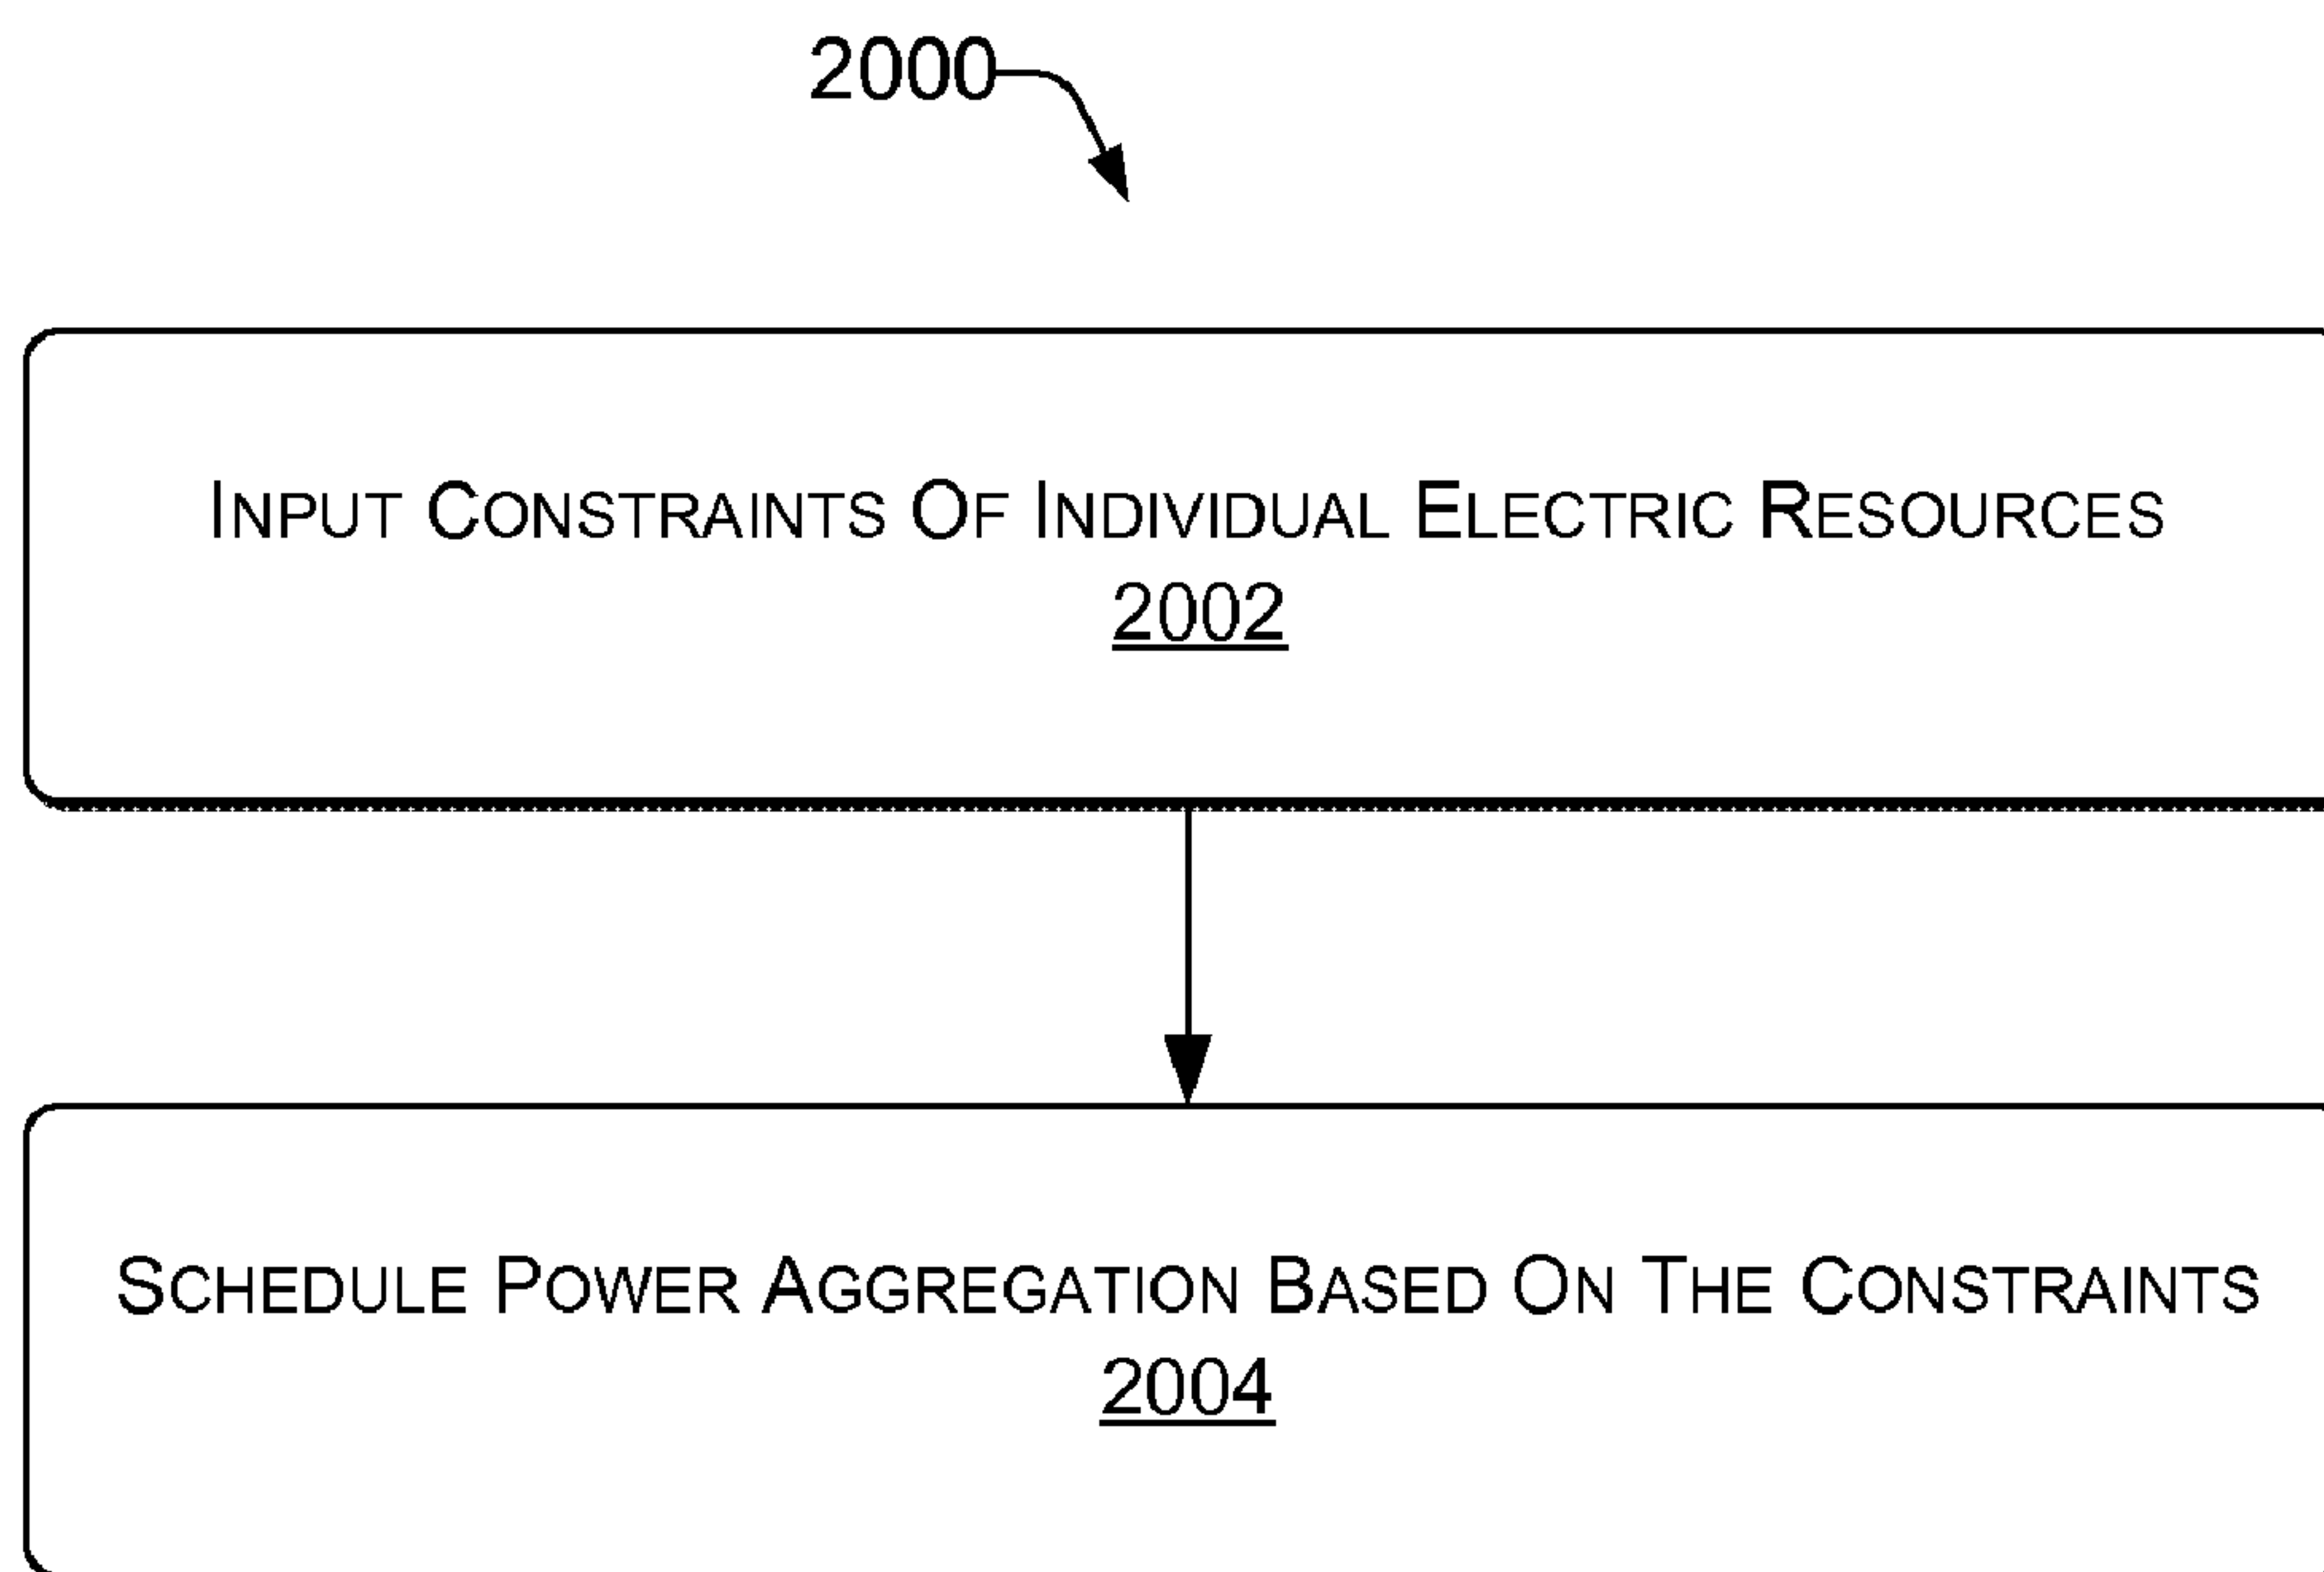 2000
INPUT CONSTRAINTS OF INDIVIDUAL ELECTRIC RESOURCES
2002
SCHEDULE POWER AGGREGATION BASED ON THE CONSTRAINTS
2004